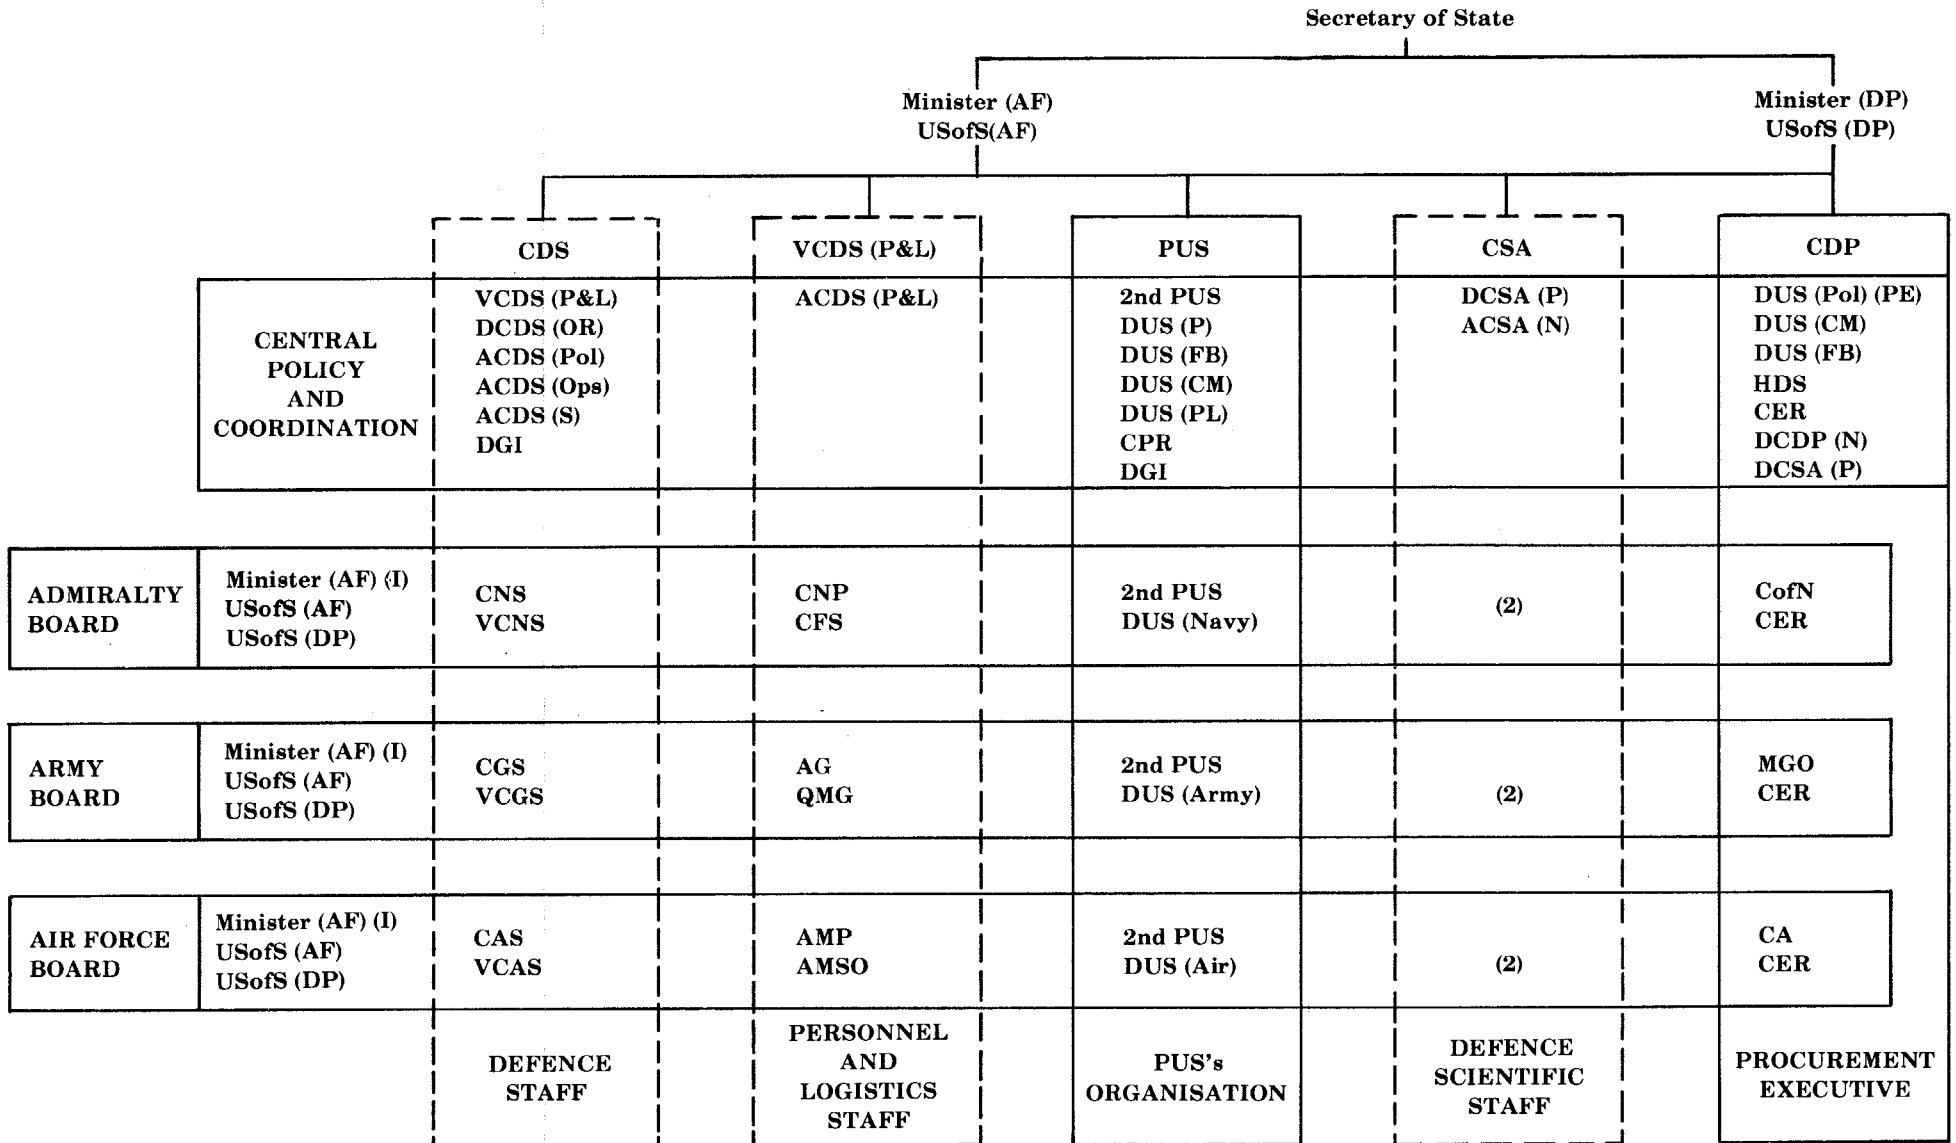 Secretary of State
Minister (AF)
USofS(AF)
Minister (DP)
USofS (DP)
CDS
VCDS (P&L)
PUS
CSA
CDP
CENTRAL
POLICY
AND
COORDINATION
VCDS (P&L)
DCDS (OR)
ACDS (Pol)
ACDS (Ops)
ACDS (S)
DGI
ACDS (P&L)
2nd PUS
DUS (P)
DUS (FB)
DUS (CM)
DUS (PL)
CPR
DGI
DCSA (P)
ACSA (N)
DUS (Pol) (PE)
DUS (CM)
DUS (FB)
HDS
CER
DCDP (N)
DCSA (P)
ADMIRALTY
BOARD
Minister (AF) (I)
USofS (AF)
USofS (DP)
CNS
VCNS
CNP
CFS
2nd PUS
DUS (Navy)
(2)
CofN
CER
ARMY
BOARD
Minister (AF) (I)
USofS (AF)
USofS (DP)
CGS
VCGS
AG
QMG
2nd PUS
DUS (Army)
(2)
MGO
CER
AIR FORCE
BOARD
Minister (AF) (I)
USofS (AF)
USofS (DP)
CAS
VCAS
AMP
AMSO
2nd PUS
DUS (Air)
(2)
CA
CER
DEFENCE
STAFF
PERSONNEL
AND
LOGISTICS
STAFF
PUS's
ORGANISATION
DEFENCE
SCIENTIFIC
STAFF
PROCUREMENT
EXECUTIVE